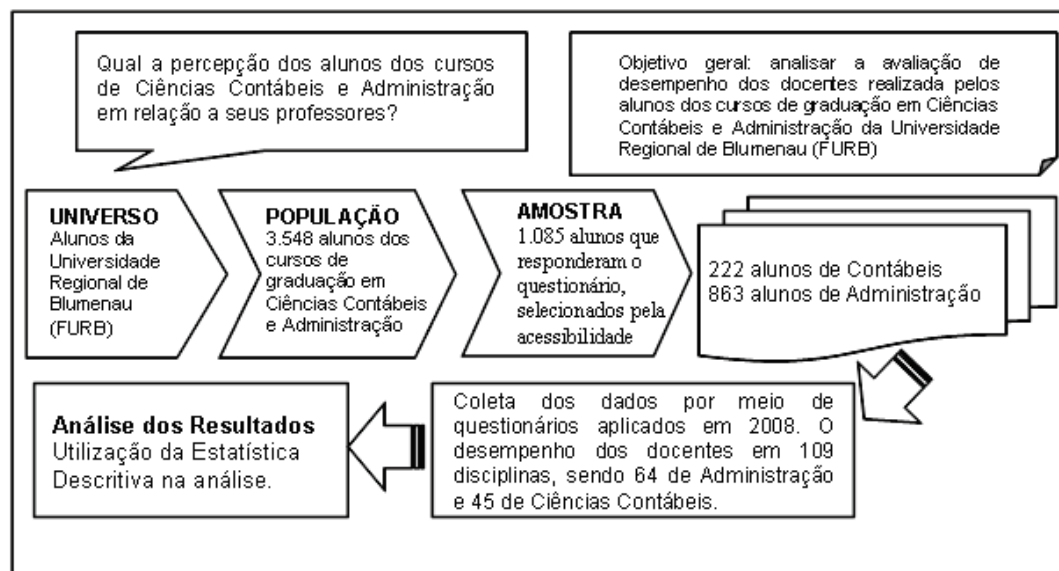 Qual a percepção dos alunos dos cursos
de Ciências Contábeis e Administração
em relação a seus professores?
Objetivo geral: analisar a avaliação de
desempenho dos docentes realizada pelos
alunos dos cursos de graduação em Ciências
Contábeis e Administração da Universidade
Regional de Blumenau (FURB)
UNIVERSO
Alunos da
Universidade
Regional de
Blumenau
(FURB)
POPULAÇÃO
3.548 alunos dos
cursos de
graduação em
Ciências Contábeis
e Administração
AMOSTRA
1.085 alunos que
responderam o
questionário,
selecionados pela
acessibilidade
222 alunos de Contábeis
863 alunos de Administração
Coleta dos dados por meio de
questionários aplicados em 2008. O
desempenho dos docentes em 109
disciplinas, sendo 64 de Administração
e 45 de Ciências Contábeis.
Análise dos Resultados
Utilização da Estatística
Descritiva na análise.